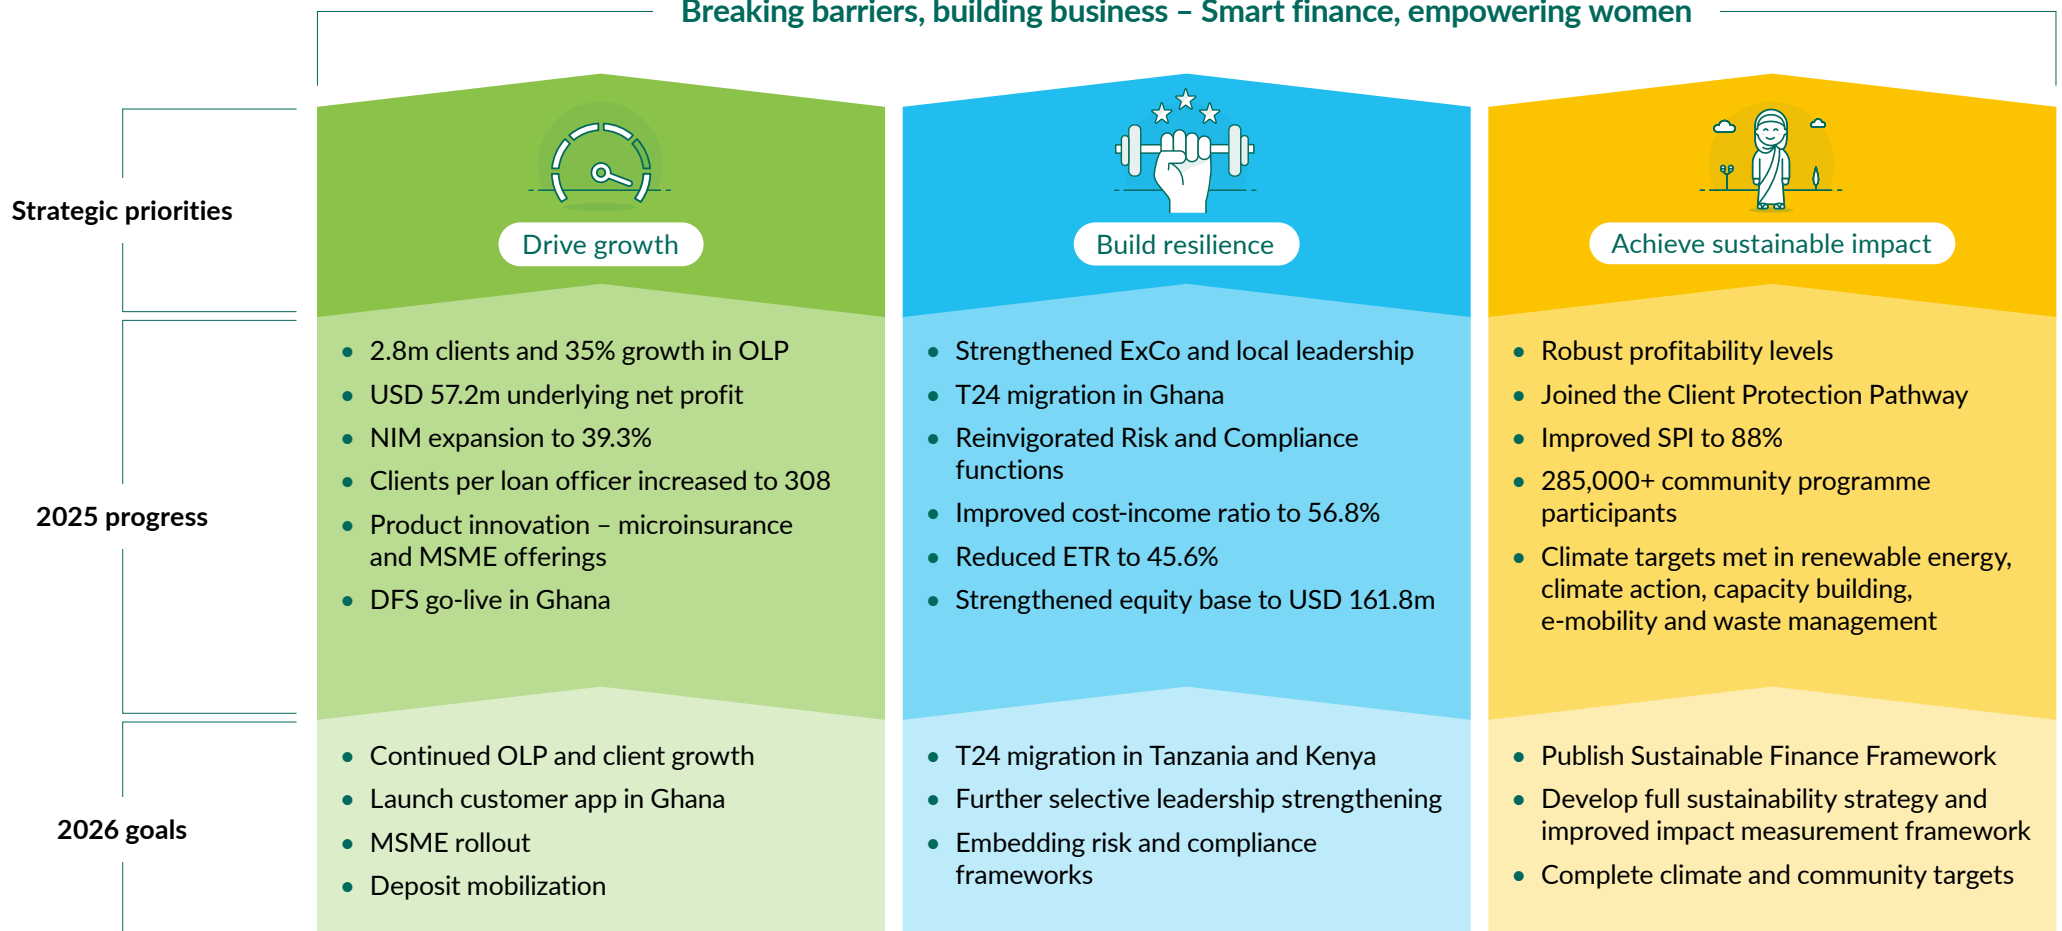 Breaking barriers, building business – Smart finance, empowering women
Strategic priorities
Drive growth
Build resilience
Achieve sustainable impact
2025 progress
• 2.8m clients and 35% growth in OLP
• USD 57.2m underlying net profit
• NIM expansion to 39.3%
• Clients per loan officer increased to 308
• Product innovation – microinsurance
and MSME offerings
• DFS go-live in Ghana
• Strengthened ExCo and local leadership
• T24 migration in Ghana
• Reinvigorated Risk and Compliance
functions
• Improved cost-income ratio to 56.8%
• Reduced ETR to 45.6%
• Strengthened equity base to USD 161.8m
• Robust profitability levels
• Joined the Client Protection Pathway
• Improved SPI to 88%
• 285,000+ community programme
participants
• Climate targets met in renewable energy,
climate action, capacity building,
e-mobility and waste management
2026 goals
• Continued OLP and client growth
• Launch customer app in Ghana
• MSME rollout
• Deposit mobilization
• T24 migration in Tanzania and Kenya
• Further selective leadership strengthening
• Embedding risk and compliance
frameworks
• Publish Sustainable Finance Framework
• Develop full sustainability strategy and
improved impact measurement framework
• Complete climate and community targets